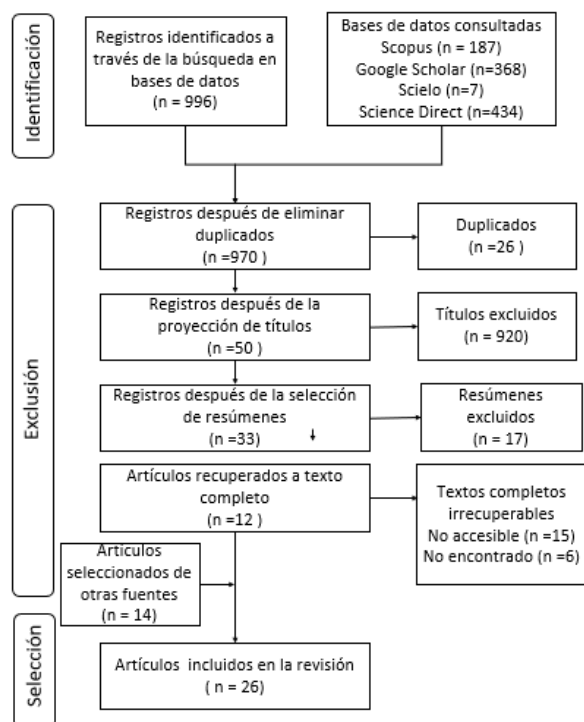 Identificación
Registros identificados a
través de la búsqueda en
bases de datos
(n = 996)
Bases de datos consultadas
Scopus (n = 187)
Google Scholar (n=368)
Scielo (n=7)
Science Direct (n=434)
Exclusión
Registros después de eliminar
duplicados
(n =970 )
Duplicados
(n =26 )
Registros después de la
proyección de títulos
(n =50 )
Títulos excluidos
(n = 920)
Registros después de la selección
de resúmenes
(n =33)
Resúmenes
excluidos
(n = 17)
Artículos recuperados a texto
completo
(n =12 )
Textos completos
irrecuperables
No accesible (n =15)
No encontrado (n =6)
Articulos
seleccionados de
otras fuentes
(n = 14)
Selección
Artículos incluidos en la revisión
( n = 26)